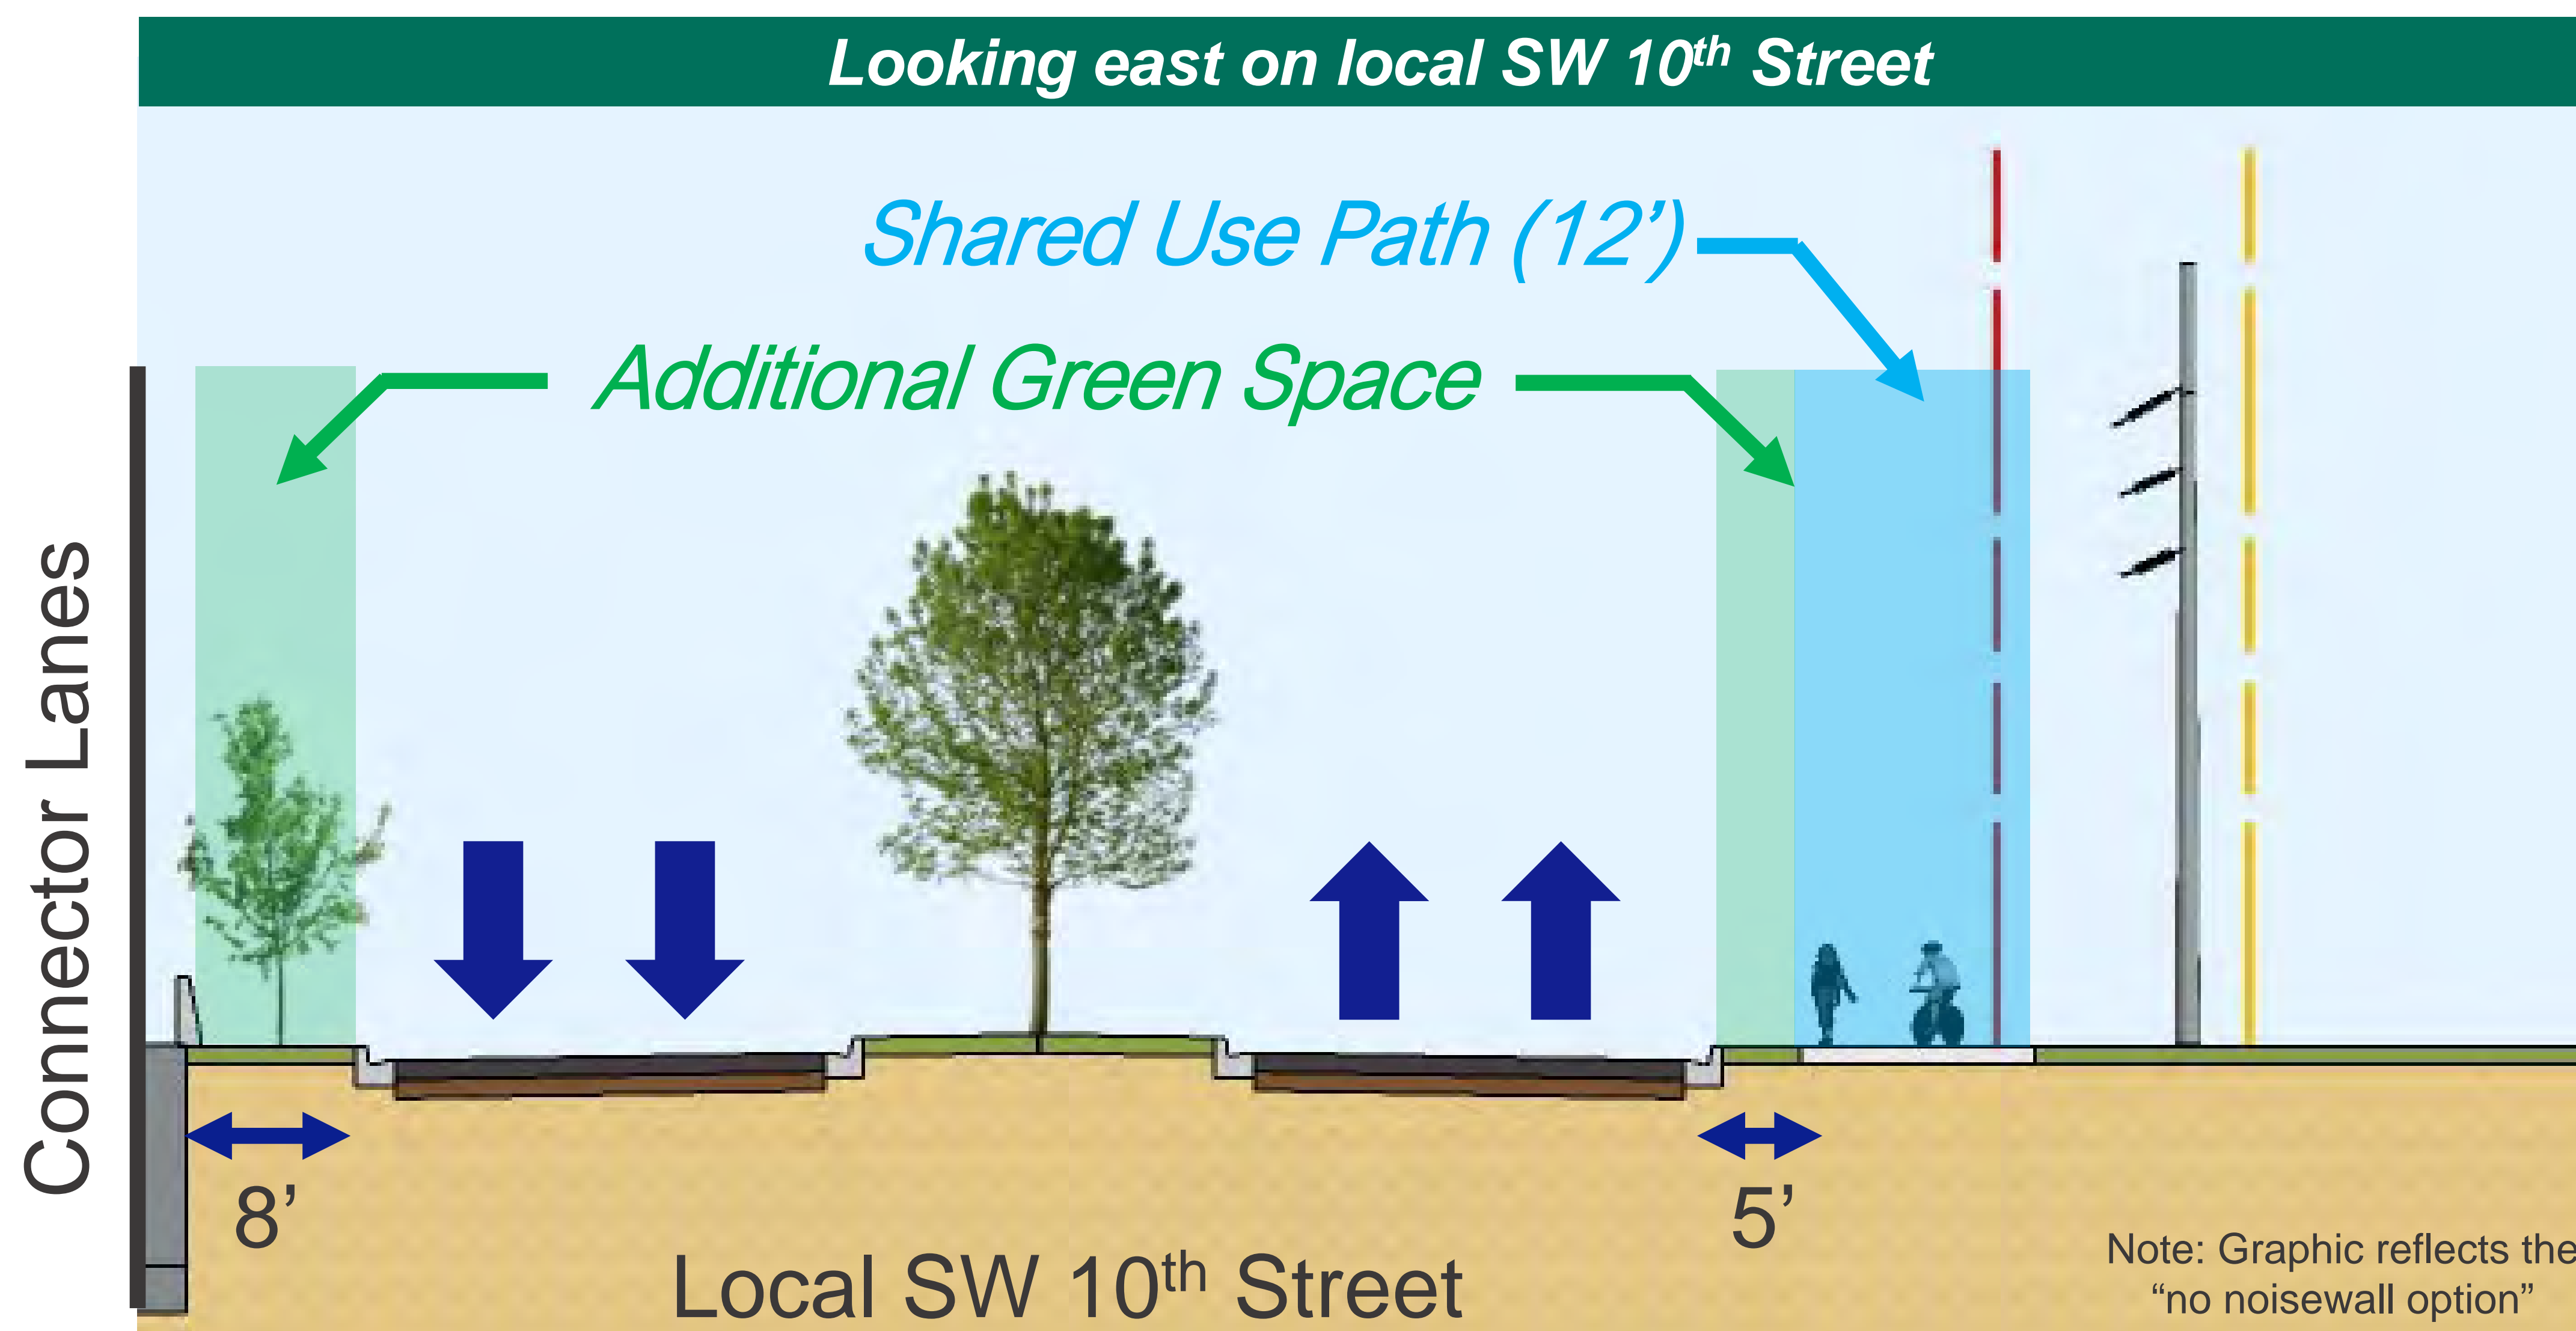 Looking east on local SW 10th Street
Shared Use Path (12’)
Additional Green Space
Connector Lanes
8’
5’
Local SW 10th Street
Note: Graphic reflects the
“no noisewall option”